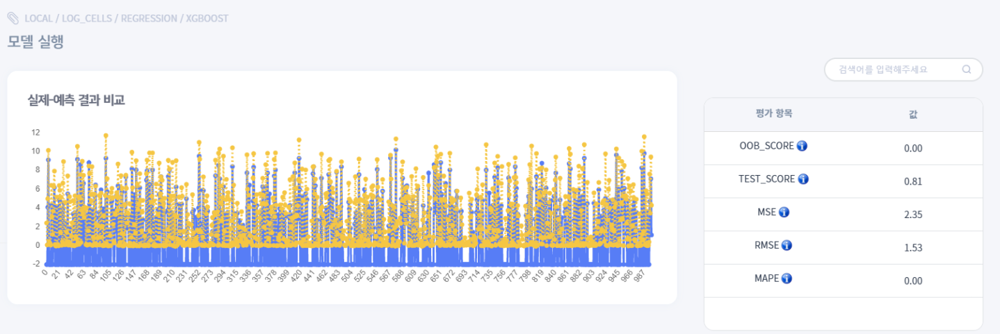 LOCAL / LOG_CELLS / REGRESSION / XGBOOST
모델 실행
검색어를 입력해주세요
실제-예측 결과 비교
12
10
8
6
4
2
0
-2
0 21 42 63 84 105 126 147 168 189 210 231 252 273 294 315 336 357 378 399 420 441 462 483 504 525 546 567 588 609 630 651 672 693 714 735 756 777 798 819 840 861 882 903 924 945 966 987
평가 항목 값
OOB_SCORE 0.00
TEST_SCORE 0.81
MSE 2.35
RMSE 1.53
MAPE 0.00